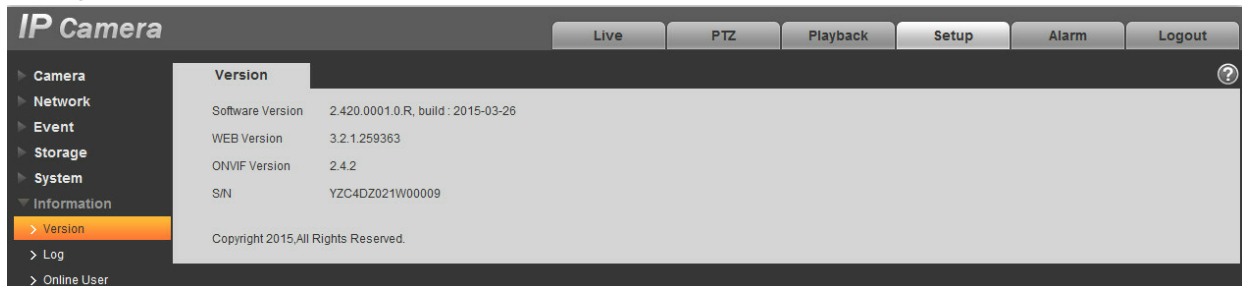 IP Camera
Live
PTZ
Playback
Setup
Alarm
Logout
Camera
Network
Event
Storage
System
Information
Version
Log
Online User
Version
?
Software Version 2.420.0001.0.R, build : 2015-03-26
WEB Version 3.2.1.259363
ONVIF Version 2.4.2
S/N YZC4DZ021W00009
Copyright 2015,All Rights Reserved.